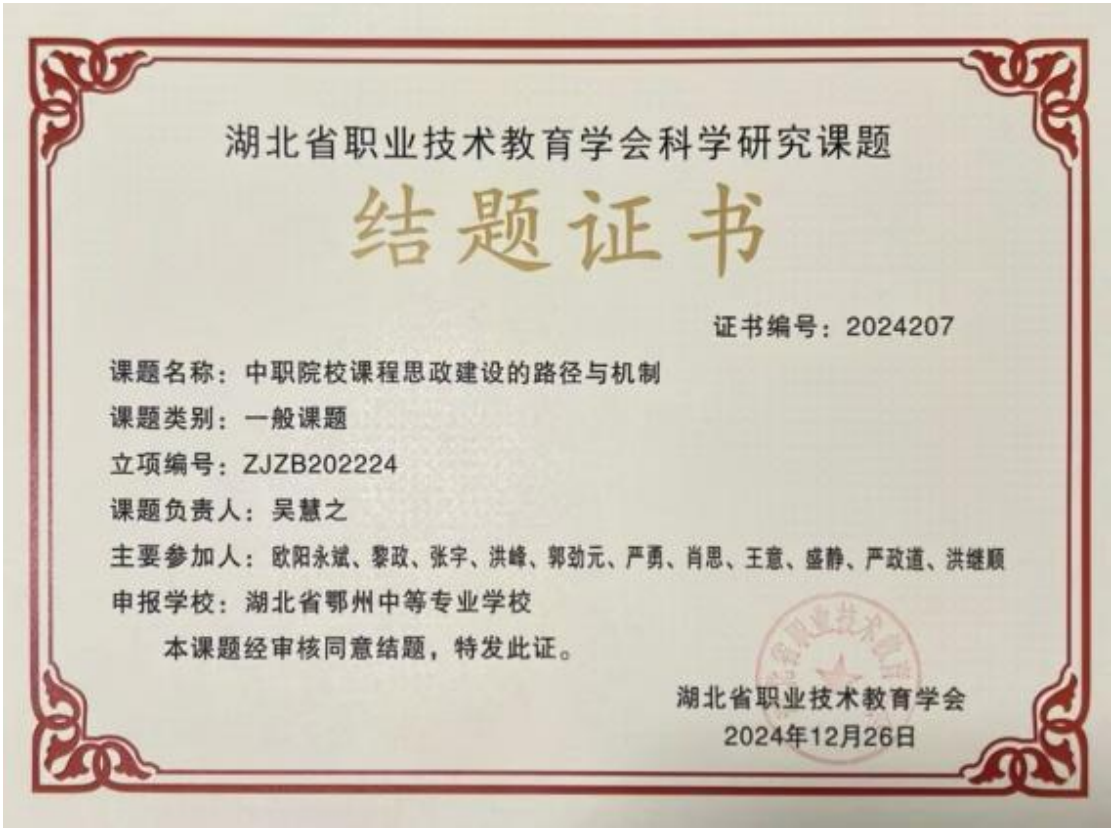 湖北省职业技术教育学会科学研究课题
结题证书
证书编号：2024207
课题名称：中职院校课程思政建设的路径与机制
课题类别：一般课题
立项编号：ZJZB202224
课题负责人：吴慧之
主要参加人：欧阳永斌、黎政、张宇、洪峰、郭劲元、严勇、肖思、王意、盛静、严政道、洪继顺
申报学校：湖北省鄂州中等专业学校
本课题经审核同意结题，特发此证。
湖北省职业技术教育学会
2024年12月26日